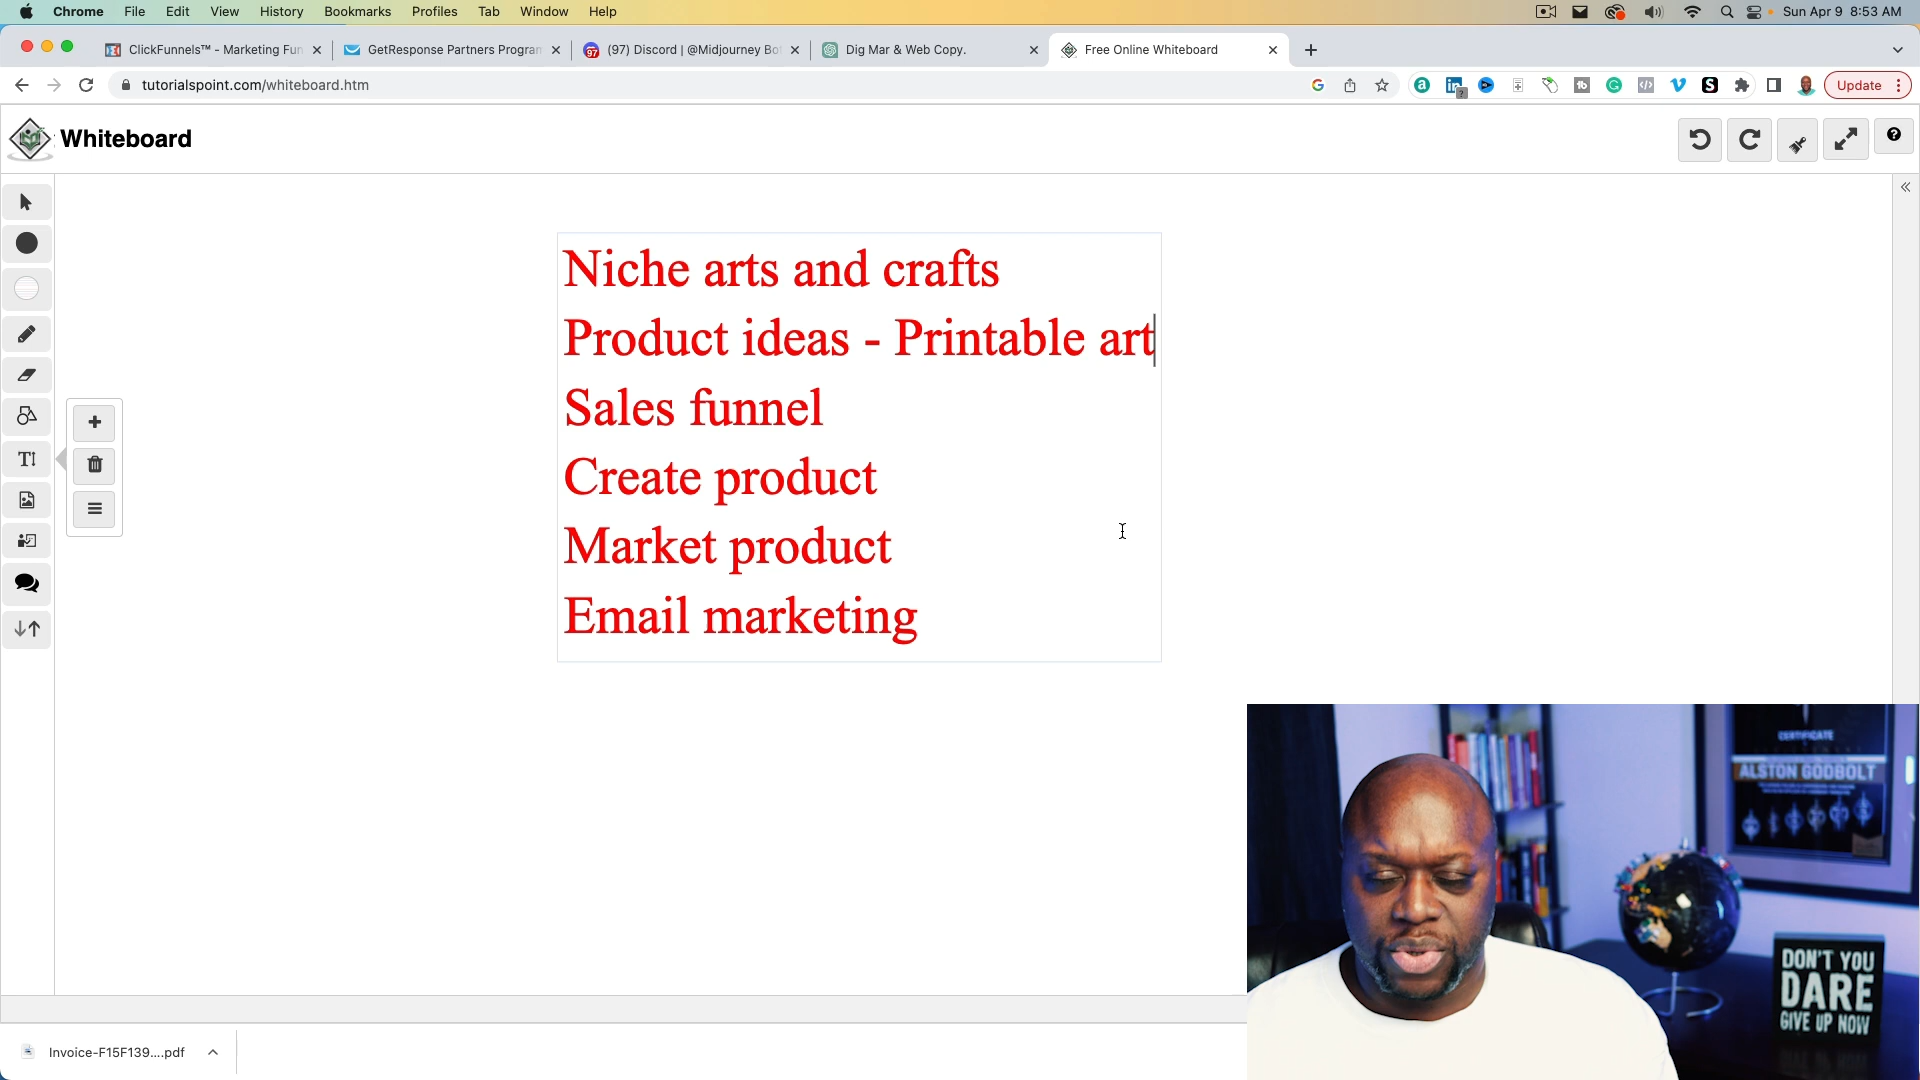 Chrome File Edit View History Bookmarks Profiles Tab Window Help Sun Apr 9 8:53 AM
ClickFunnels™ - Marketing Fun
GetResponse Partners Program
(97) Discord | @Midjourney Bot
Dig Mar & Web Copy.
Free Online Whiteboard
tutorialspoint.com/whiteboard.htm
Update
Whiteboard
Niche arts and crafts
Product ideas - Printable art
Sales funnel
Create product
Market product
Email marketing
CERTIFICATE
ALSTON GODBOLT
DON'T YOU
DARE
GIVE UP NOW
Invoice-F15F139....pdf